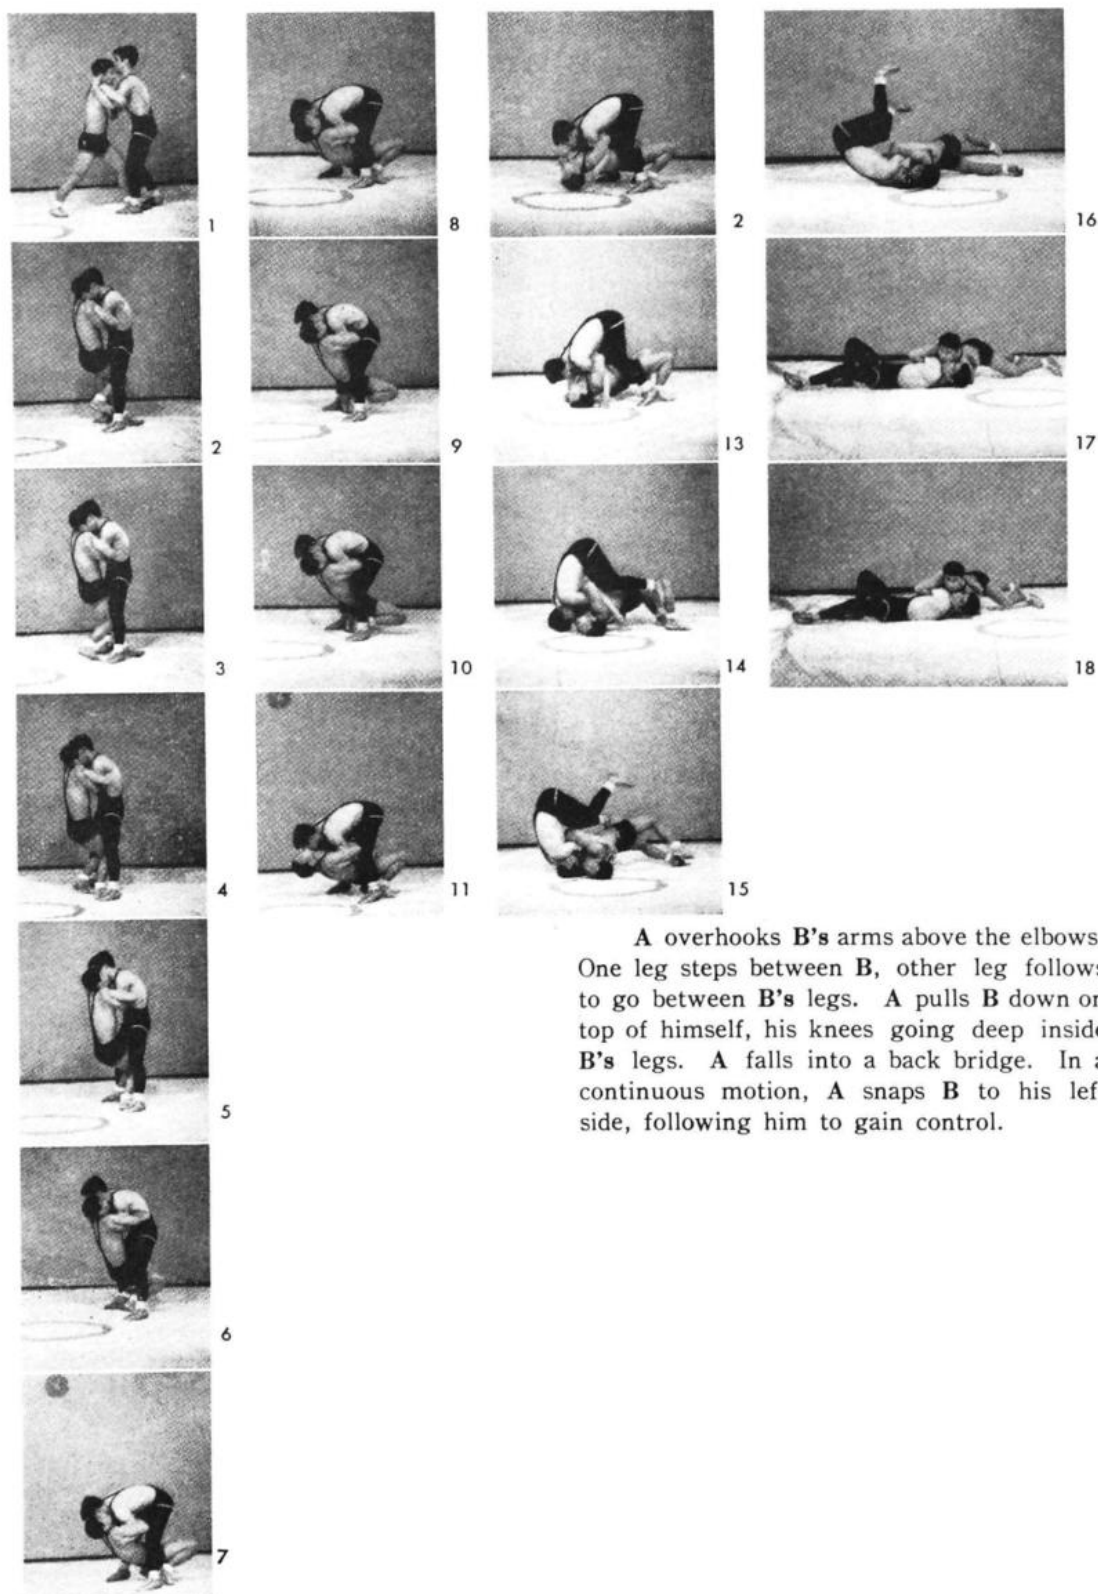 1
2
3
4
5
6
7
8
9
10
11
2
13
14
15
16
17
18
A overhooks B's arms above the elbows
One leg steps between B, other leg follows
to go between B's legs. A pulls B down on
top of himself, his knees going deep inside
B's legs. A falls into a back bridge. In a
continuous motion, A snaps B to his lef
side, following him to gain control.